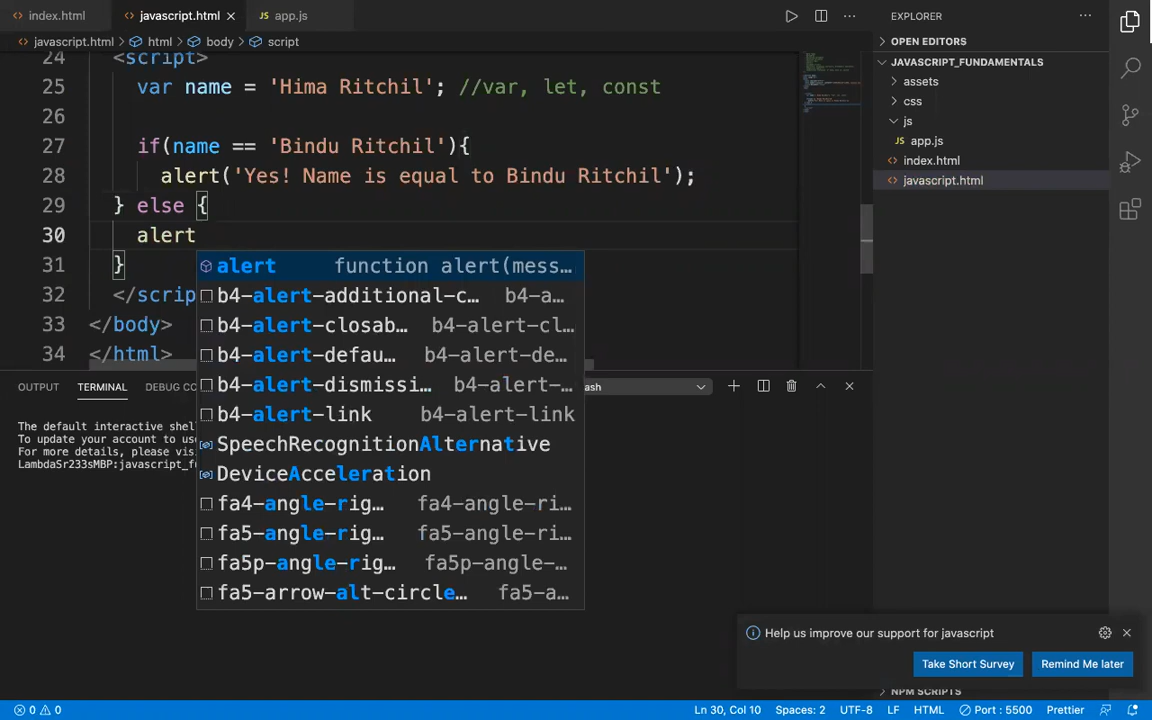 index.html javascript.html app.js EXPLORER
javascript.html > html > body > script
OPEN EDITORS
JAVASCRIPT_FUNDAMENTALS
assets
css
js
app.js
index.html
javascript.html
24 <script>
25 var name = 'Hima Ritchil'; //var, let, const
26
27 if(name == 'Bindu Ritchil'){
28 alert('Yes! Name is equal to Bindu Ritchil');
29 } else {
30 alert
31 }
32 </scrip
33 </body>
34 </html>
alert function alert(mess…
b4-alert-additional-c… b4-a…
b4-alert-closab… b4-alert-cl…
b4-alert-defau… b4-alert-de…
b4-alert-dismissi… b4-alert-…
b4-alert-link b4-alert-link
SpeechRecognitionAlternative
DeviceAcceleration
fa4-angle-rig… fa4-angle-ri…
fa5-angle-rig… fa5-angle-ri…
fa5p-angle-rig… fa5p-angle-…
fa5-arrow-alt-circle… fa5-a…
OUTPUT TERMINAL DEBUG CO ash
The default interactive shel
To update your account to us
For more details, please vis
LambdaSr233sMBP:javascript_f
Help us improve our support for javascript
Take Short Survey Remind Me later
NPM SCRIPTS
0 0 Ln 30, Col 10 Spaces: 2 UTF-8 LF HTML Port : 5500 Prettier